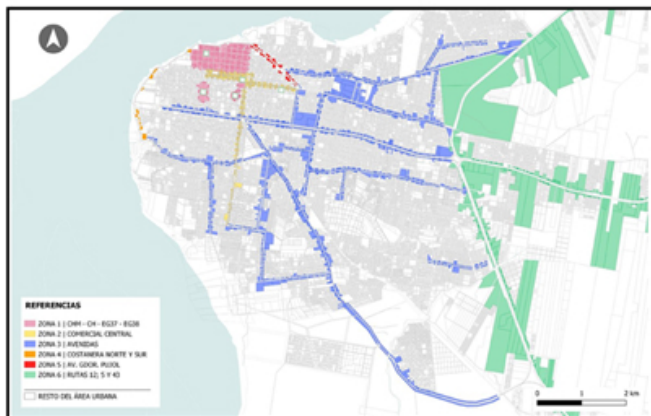 REFERENCIAS
ZONA 1 | CHM - CH - EG37 - EG38
ZONA 2 | COMERCIAL CENTRAL
ZONA 3 | AVENIDAS
ZONA 4 | COSTANERA NORTE Y SUR
ZONA 5 | AV. GDOR. PUJOL
ZONA 6 | RUTAS 12; 5 Y 43
RESTO DEL ÁREA URBANA
0 1 2 km